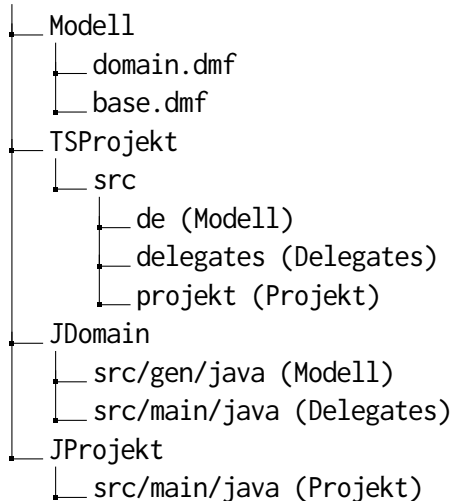 Modell
domain.dmf
base.dmf
TSProjekt
src
de (Modell)
delegates (Delegates)
projekt (Projekt)
JDomain
src/gen/java (Modell)
src/main/java (Delegates)
JProjekt
src/main/java (Projekt)